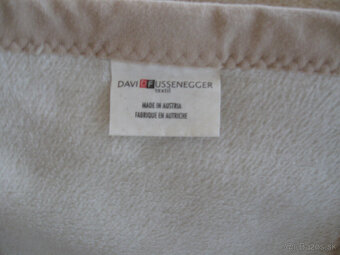 DAVID FUSSENEGGER
TEXTIL
MADE IN AUSTRIA
FABRIQUE EN AUTRICHE